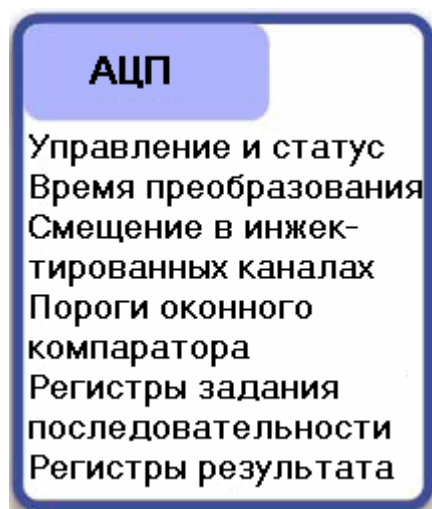 АЦП
Управление и статус
Время преобразования
Смещение в инжек-
тированных каналах
Пороги оконного
компаратора
Регистры задания
последовательности
Регистры результата